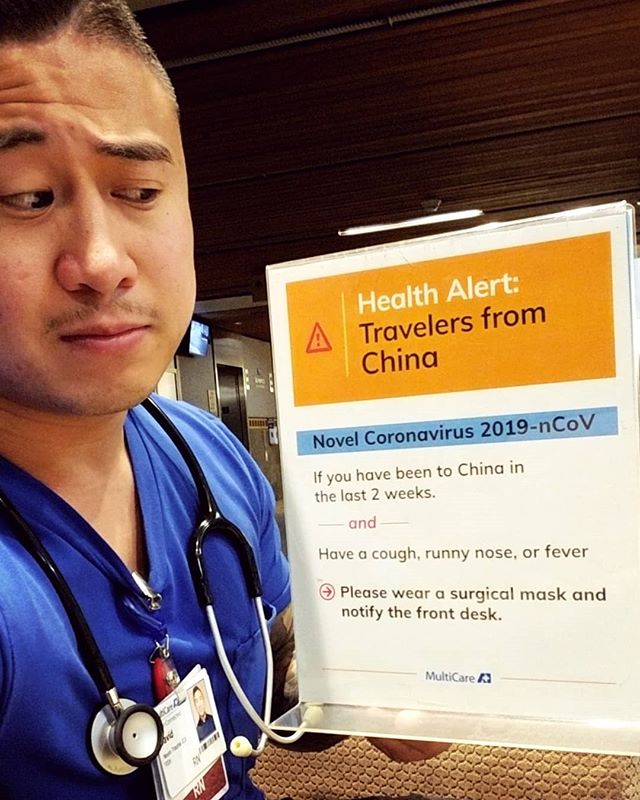 Health Alert:
Travelers from
China
Novel Coronavirus 2019-nCoV
If you have been to China in
the last 2 weeks.
and
Have a cough, runny nose, or fever
Please wear a surgical mask and
notify the front desk.
MultiCare
MultiCare
RN
RN